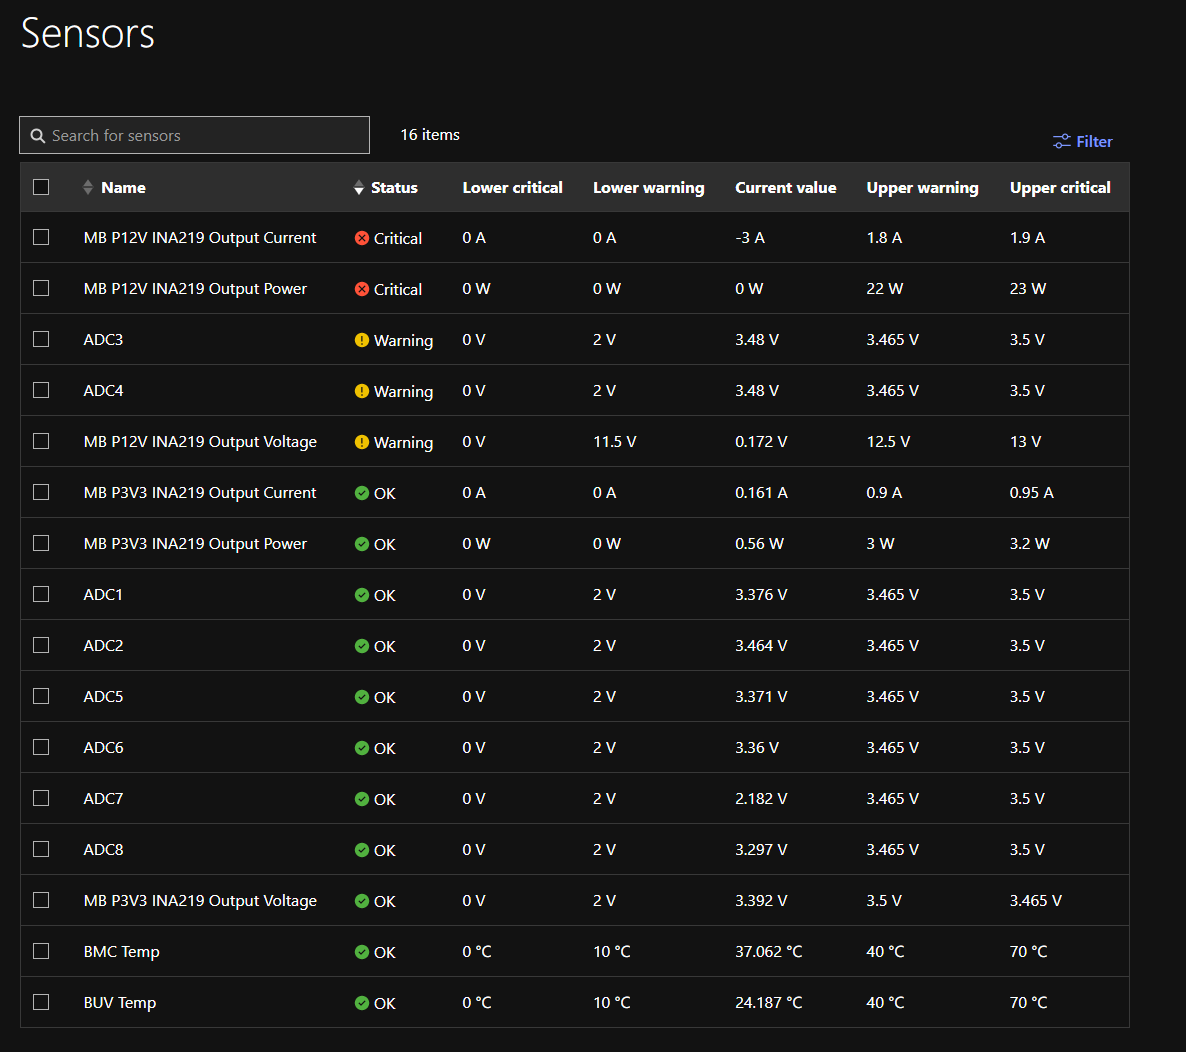 Sensors
Search for sensors
16 items
Filter
Name Status Lower critical Lower warning Current value Upper warning Upper critical
MB P12V INA219 Output Current Critical 0 A 0 A -3 A 1.8 A 1.9 A
MB P12V INA219 Output Power Critical 0 W 0 W 0 W 22 W 23 W
ADC3 Warning 0 V 2 V 3.48 V 3.465 V 3.5 V
ADC4 Warning 0 V 2 V 3.48 V 3.465 V 3.5 V
MB P12V INA219 Output Voltage Warning 0 V 11.5 V 0.172 V 12.5 V 13 V
MB P3V3 INA219 Output Current OK 0 A 0 A 0.161 A 0.9 A 0.95 A
MB P3V3 INA219 Output Power OK 0 W 0 W 0.56 W 3 W 3.2 W
ADC1 OK 0 V 2 V 3.376 V 3.465 V 3.5 V
ADC2 OK 0 V 2 V 3.464 V 3.465 V 3.5 V
ADC5 OK 0 V 2 V 3.371 V 3.465 V 3.5 V
ADC6 OK 0 V 2 V 3.36 V 3.465 V 3.5 V
ADC7 OK 0 V 2 V 2.182 V 3.465 V 3.5 V
ADC8 OK 0 V 2 V 3.297 V 3.465 V 3.5 V
MB P3V3 INA219 Output Voltage OK 0 V 2 V 3.392 V 3.5 V 3.465 V
BMC Temp OK 0 °C 10 °C 37.062 °C 40 °C 70 °C
BUV Temp OK 0 °C 10 °C 24.187 °C 40 °C 70 °C